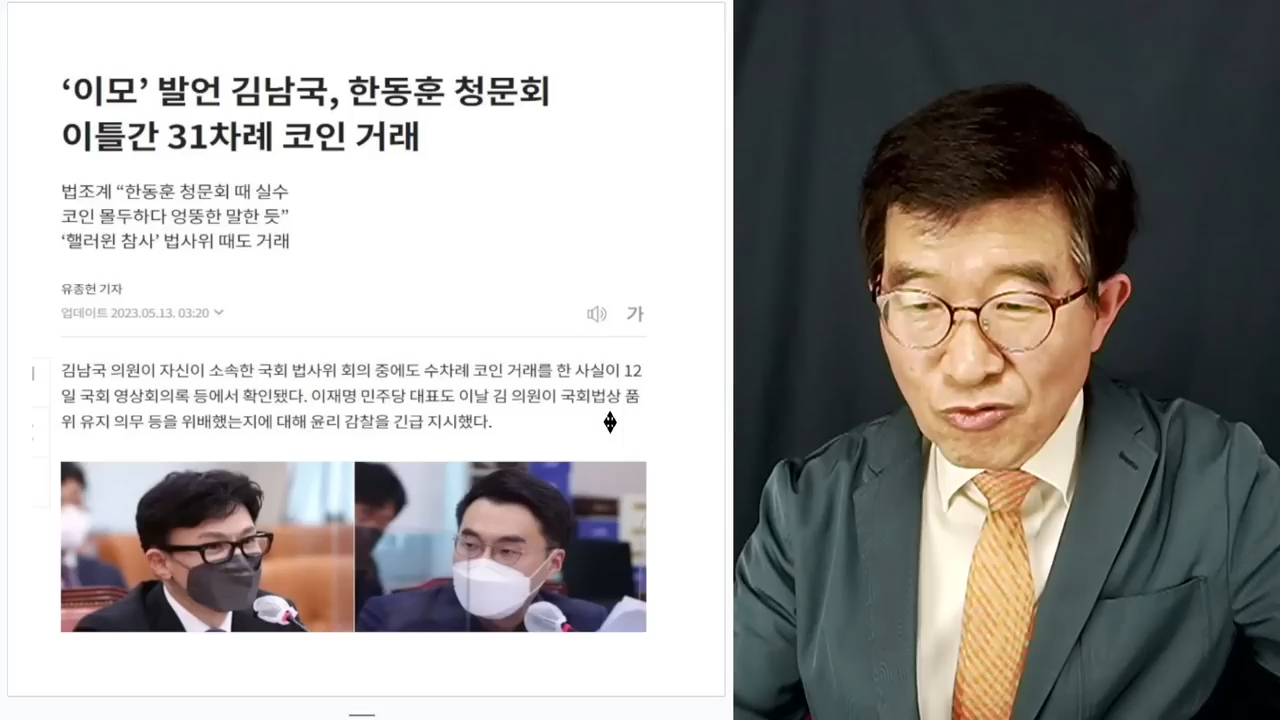 ‘이모’ 발언 김남국, 한동훈 청문회
이틀간 31차례 코인 거래
법조계 “한동훈 청문회 때 실수
코인 몰두하다 엉뚱한 말한 듯”
‘핼러윈 참사’ 법사위 때도 거래
유종헌 기자
업데이트 2023.05.13. 03:20
가
김남국 의원이 자신이 소속한 국회 법사위 회의 중에도 수차례 코인 거래를 한 사실이 12
일 국회 영상회의록 등에서 확인됐다. 이재명 민주당 대표도 이날 김 의원이 국회법상 품
위 유지 의무 등을 위배했는지에 대해 윤리 감찰을 긴급 지시했다.